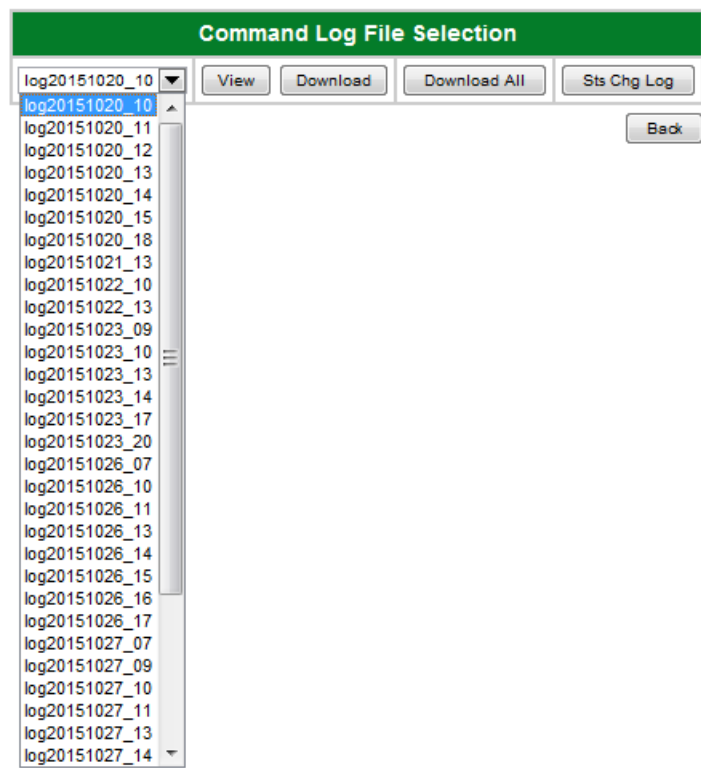 Command Log File Selection
log20151020_10 View Download Download All Sts Chg Log
Back
log20151020_10
log20151020_11
log20151020_12
log20151020_13
log20151020_14
log20151020_15
log20151020_18
log20151021_13
log20151022_10
log20151022_13
log20151023_09
log20151023_10
log20151023_13
log20151023_14
log20151023_17
log20151023_20
log20151026_07
log20151026_10
log20151026_11
log20151026_13
log20151026_14
log20151026_15
log20151026_16
log20151026_17
log20151027_07
log20151027_09
log20151027_10
log20151027_11
log20151027_13
log20151027_14